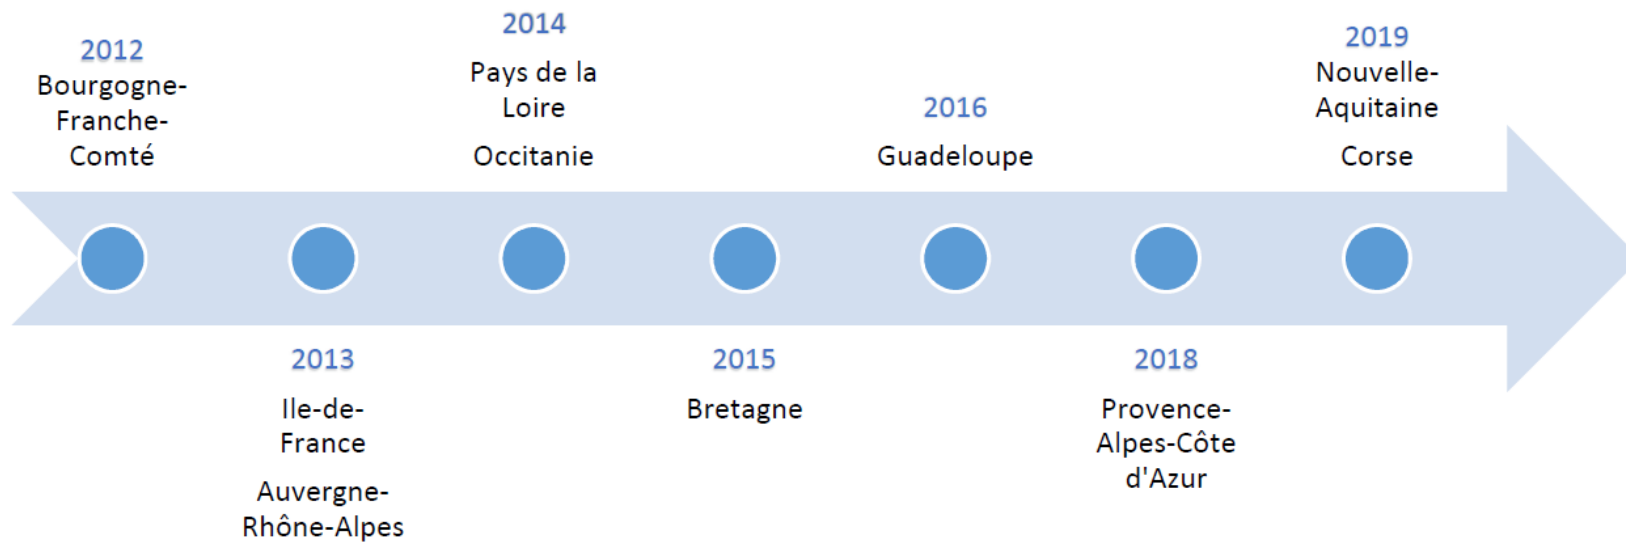 2012
Bourgogne-
Franche-
Comté
2013
Ile-de-
France
Auvergne-
Rhône-Alpes
2014
Pays de la
Loire
Occitanie
2015
Bretagne
2016
Guadeloupe
2018
Provence-
Alpes-Côte
d'Azur
2019
Nouvelle-
Aquitaine
Corse